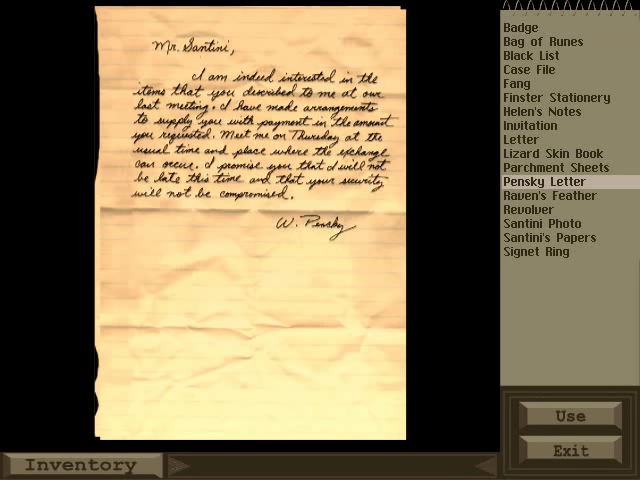 Mr. Santini,
I am indeed interested in the
items that you described to me at our
last meeting. I have made arrangements
to supply you with payment in the amount
you requested. Meet me on Thursday at the
usual time and place where the exchange
can occur. I promise you that I will not
be late this time and that your security
will not be compromised.
W. Pensky
Badge
Bag of Runes
Black List
Case File
Fang
Finster Stationery
Helen's Notes
Invitation
Letter
Lizard Skin Book
Parchment Sheets
Pensky Letter
Raven's Feather
Revolver
Santini Photo
Santini's Papers
Signet Ring
Use
Exit
Inventory